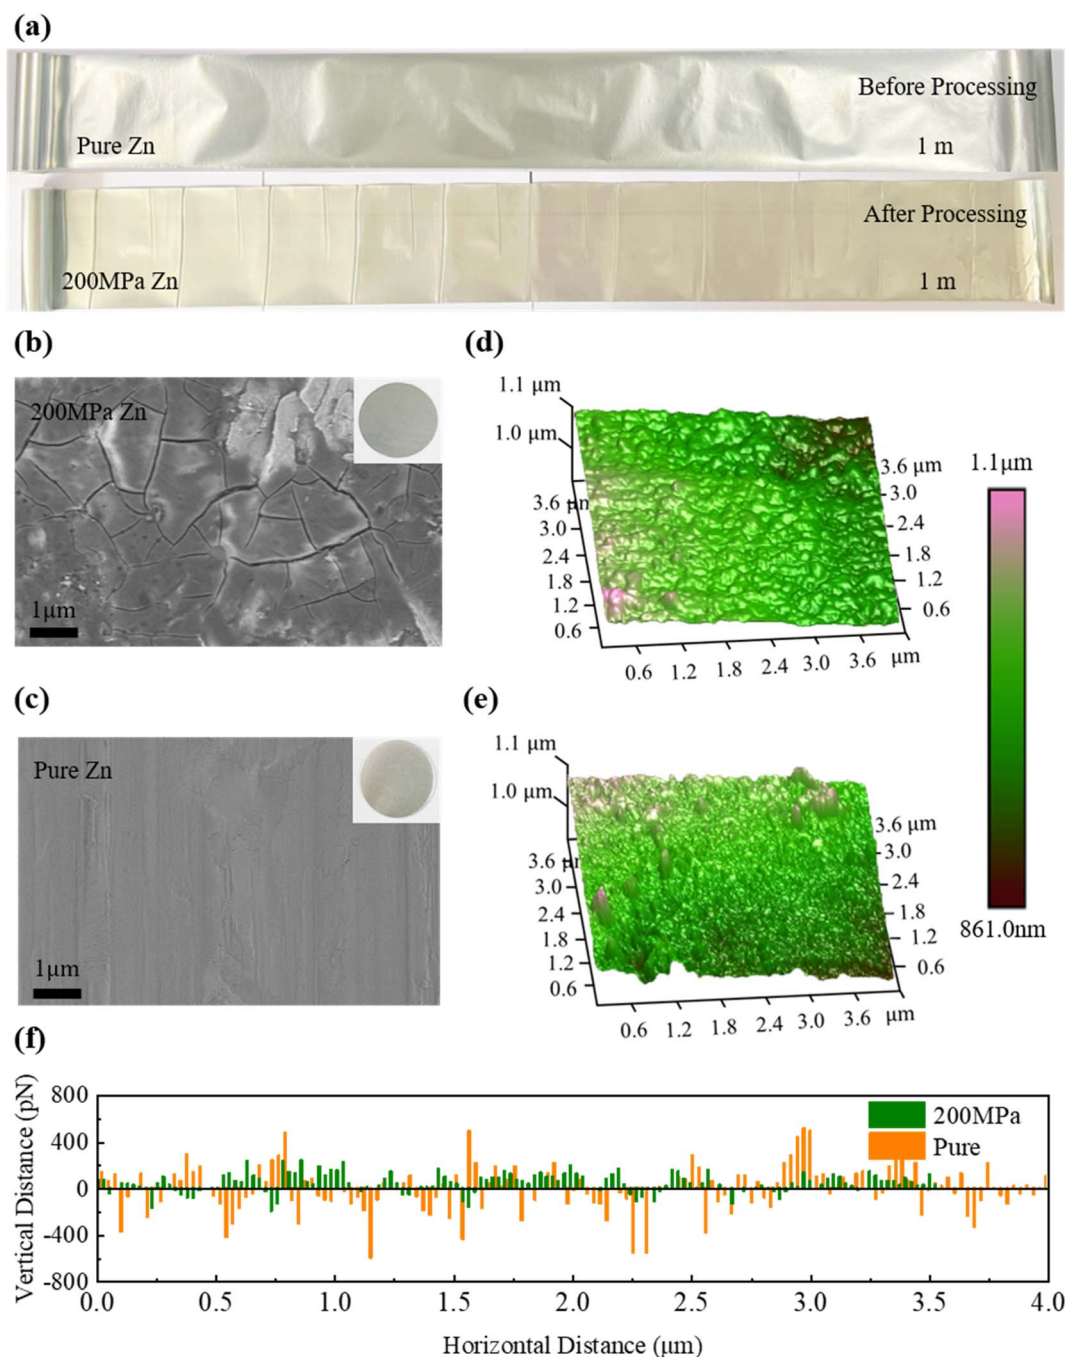 (a)
Before Processing
Pure Zn
1 m
After Processing
200MPa Zn
1 m
(b)
200MPa Zn
1μm
(d)
1.1 μm
1.0 μm
3.6 μm
3.0
2.4
1.8
1.2
0.6
0.6 1.2 1.8 2.4 3.0 3.6 μm
3.6 μm
3.0
2.4
1.8
1.2
0.6
1.1μm
861.0nm
(c)
Pure Zn
1μm
(e)
1.1 μm
1.0 μm
3.6
3.0
2.4
1.8
1.2
0.6
0.6 1.2 1.8 2.4 3.0 3.6 μm
3.6 μm
3.0
2.4
1.8
1.2
0.6
(f)
Vertical Distance (pN)
800
400
0
-400
-800
200MPa
Pure
0.0 0.5 1.0 1.5 2.0 2.5 3.0 3.5 4.0
Horizontal Distance (μm)